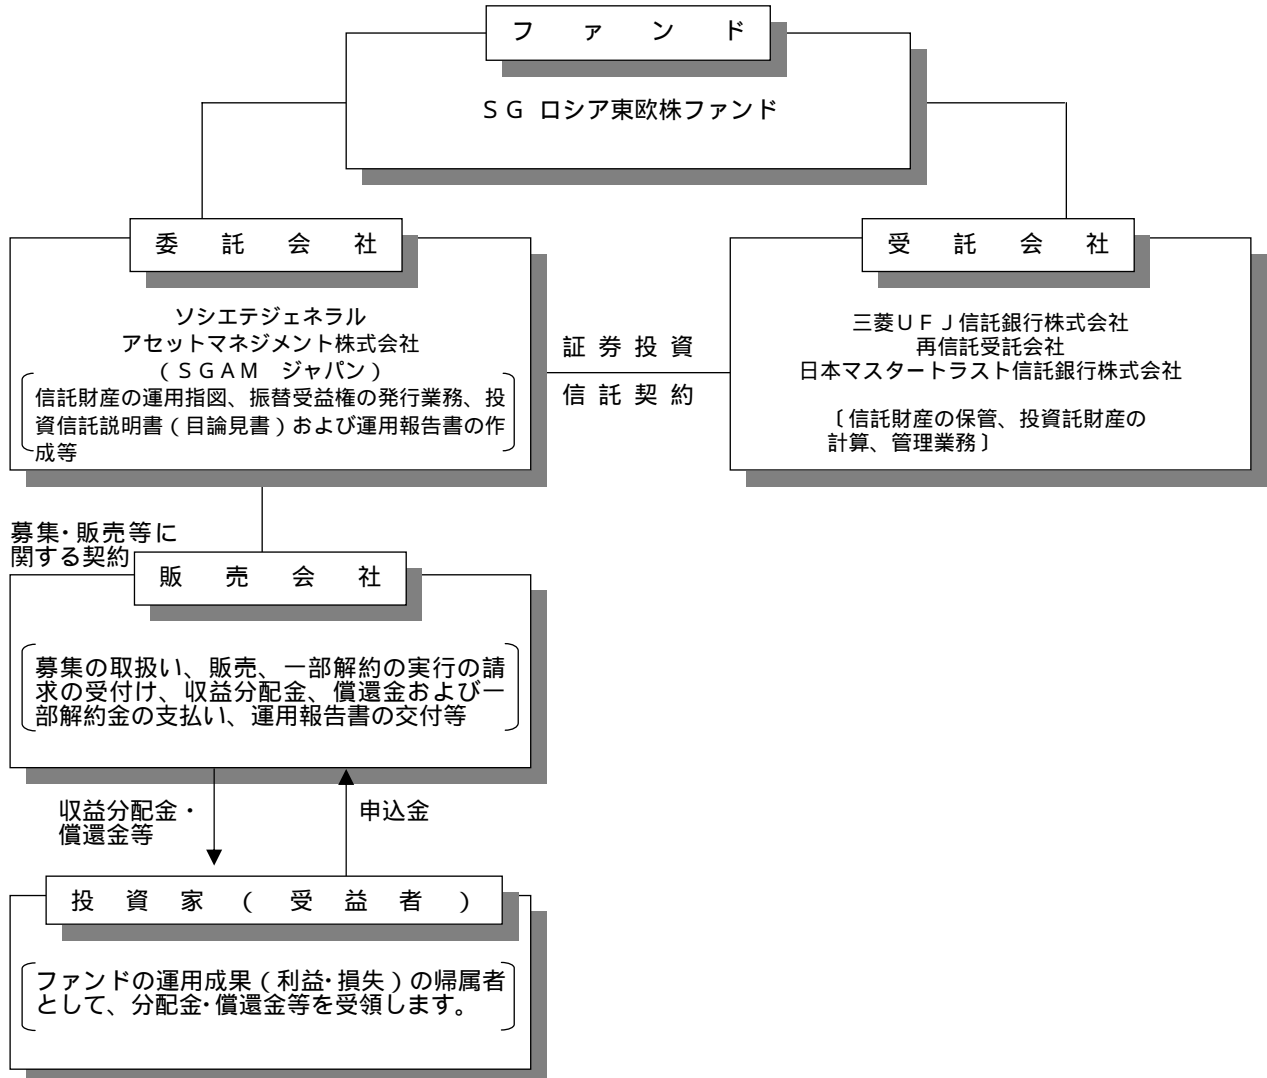 ファンド
ＳＧ ロシア東欧株ファンド
委託会社
ソシエテジェネラル
アセットマネジメント株式会社
（ＳＧＡＭ ジャパン）
信託財産の運用指図、振替受益権の発行業務、投
資信託説明書（目論見書）および運用報告書の作
成等
証券投資
信託契約
受託会社
三菱ＵＦＪ信託銀行株式会社
再信託受託会社
日本マスタートラスト信託銀行株式会社
〔信託財産の保管、投資託財産の
計算、管理業務〕
募集・販売等に
関する契約
販売会社
募集の取扱い、販売、一部解約の実行の請
求の受付け、収益分配金、償還金および一
部解約金の支払い、運用報告書の交付等
収益分配金・
償還金等
申込金
投資家（受益者）
ファンドの運用成果（利益・損失）の帰属者
として、分配金・償還金等を受領します。